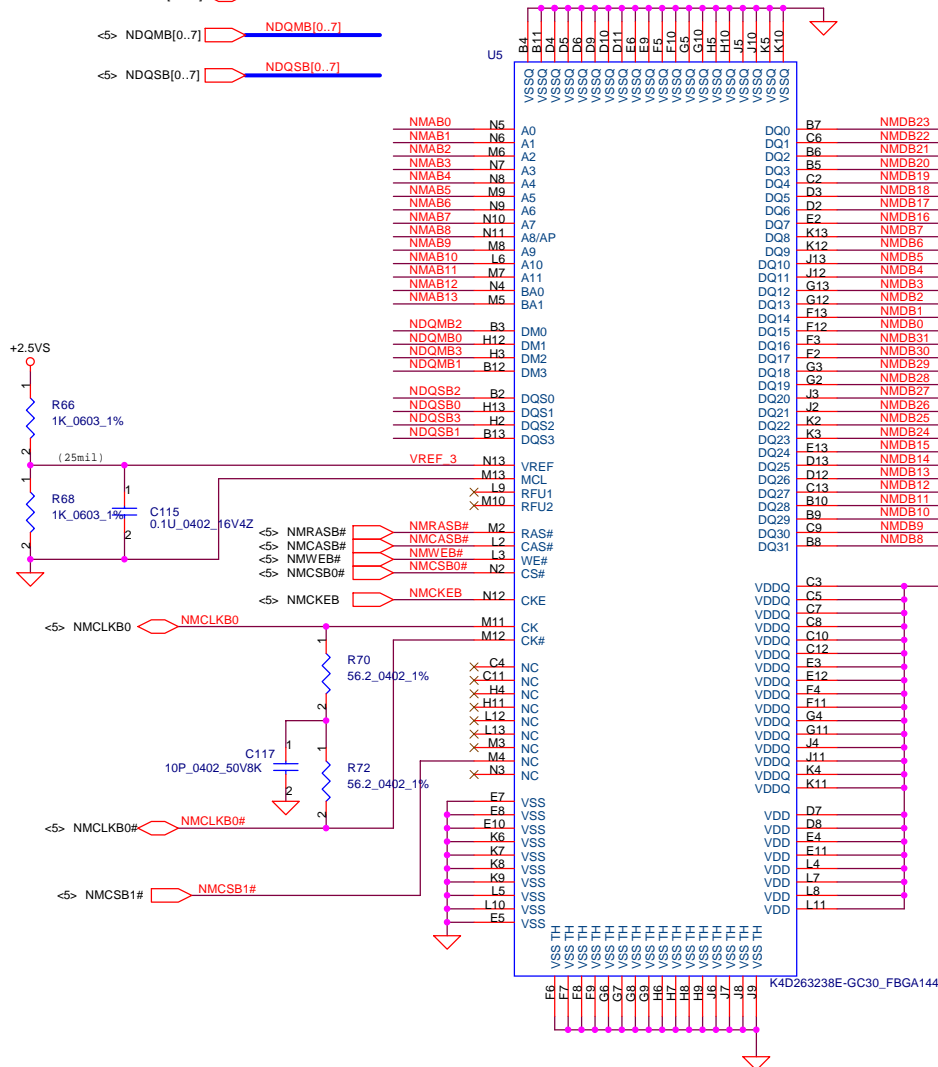 <5> NDQMB[0..7] NDQMB[0..7]
<5> NDQSB[0..7] NDQSB[0..7]
U5
B4 B11 D4 D5 D6 D9 D10 D11 E6 E9 F5 F10 G5 G10 H5 H10 J5 J10 K5 K10
VSSQ VSSQ VSSQ VSSQ VSSQ VSSQ VSSQ VSSQ VSSQ VSSQ VSSQ VSSQ VSSQ VSSQ VSSQ VSSQ VSSQ VSSQ VSSQ VSSQ
NMAB0 N5 A0
NMAB1 N6 A1
NMAB2 M6 A2
NMAB3 N7 A3
NMAB4 N8 A4
NMAB5 M9 A5
NMAB6 N9 A6
NMAB7 N10 A7
NMAB8 N11 A8/AP
NMAB9 M8 A9
NMAB10 L6 A10
NMAB11 M7 A11
NMAB12 N4 BA0
NMAB13 M5 BA1
NDQMB2 B3 DM0
NDQMB0 H12 DM1
NDQMB3 H3 DM2
NDQMB1 B12 DM3
NDQSB2 B2 DQS0
NDQSB0 H13 DQS1
NDQSB3 H2 DQS2
NDQSB1 B13 DQS3
VREF_3 N13 VREF
M13 MCL
L9 RFU1
M10 RFU2
<5> NMRASB# NMRASB# M2 RAS#
<5> NMCASB# NMCASB# L2 CAS#
<5> NMWEB# NMWEB# L3 WE#
<5> NMCSB0# NMCSB0# N2 CS#
<5> NMCKEB NMCKEB N12 CKE
<5> NMCLKB0 NMCLKB0 M11 CK
M12 CK#
C4 NC
C11 NC
H4 NC
H11 NC
L12 NC
L13 NC
M3 NC
M4 NC
N3 NC
E7 VSS
E8 VSS
E10 VSS
K6 VSS
K7 VSS
K8 VSS
K9 VSS
L5 VSS
L10 VSS
E5 VSS
+2.5VS
1
R66
1K_0603_1%
2
(25mil)
1
R68
1K_0603_1%
2
1
C115
0.1U_0402_16V4Z
2
1
R70
56.2_0402_1%
2
1
C117
10P_0402_50V8K
2
1
R72
56.2_0402_1%
2
<5> NMCLKB0# NMCLKB0#
<5> NMCSB1# NMCSB1#
DQ0 B7 NMDB23
DQ1 C6 NMDB22
DQ2 B6 NMDB21
DQ3 B5 NMDB20
DQ4 C2 NMDB19
DQ5 D3 NMDB18
DQ6 D2 NMDB17
DQ7 E2 NMDB16
DQ8 K13 NMDB7
DQ9 K12 NMDB6
DQ10 J13 NMDB5
DQ11 J12 NMDB4
DQ12 G13 NMDB3
DQ13 G12 NMDB2
DQ14 F13 NMDB1
DQ15 F12 NMDB0
DQ16 F3 NMDB31
DQ17 F2 NMDB30
DQ18 G3 NMDB29
DQ19 G2 NMDB28
DQ20 J3 NMDB27
DQ21 J2 NMDB26
DQ22 K2 NMDB25
DQ23 K3 NMDB24
DQ24 E13 NMDB15
DQ25 D13 NMDB14
DQ26 D12 NMDB13
DQ27 C13 NMDB12
DQ28 B10 NMDB11
DQ29 B9 NMDB10
DQ30 C9 NMDB9
DQ31 B8 NMDB8
VDDQ C3
VDDQ C5
VDDQ C7
VDDQ C8
VDDQ C10
VDDQ C12
VDDQ E3
VDDQ E12
VDDQ F4
VDDQ F11
VDDQ G4
VDDQ G11
VDDQ J4
VDDQ J11
VDDQ K4
VDDQ K11
VDD D7
VDD D8
VDD E4
VDD E11
VDD L4
VDD L7
VDD L8
VDD L11
VSS TH VSS TH VSS TH VSS TH VSS TH VSS TH VSS TH VSS TH VSS TH VSS TH VSS TH VSS TH VSS TH VSS TH VSS TH VSS TH
F6 F7 F8 F9 G6 G7 G8 G9 H6 H7 H8 H9 J6 J7 J8 J9
K4D263238E-GC30_FBGA144